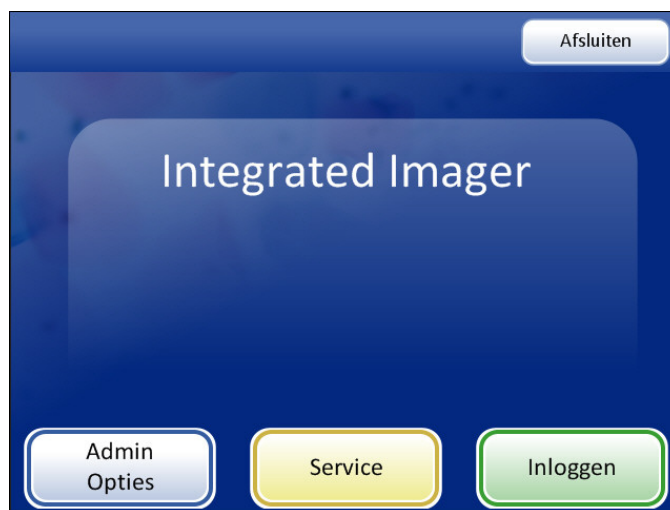 Afsluiten
Integrated Imager
Admin
Opties
Service
Inloggen